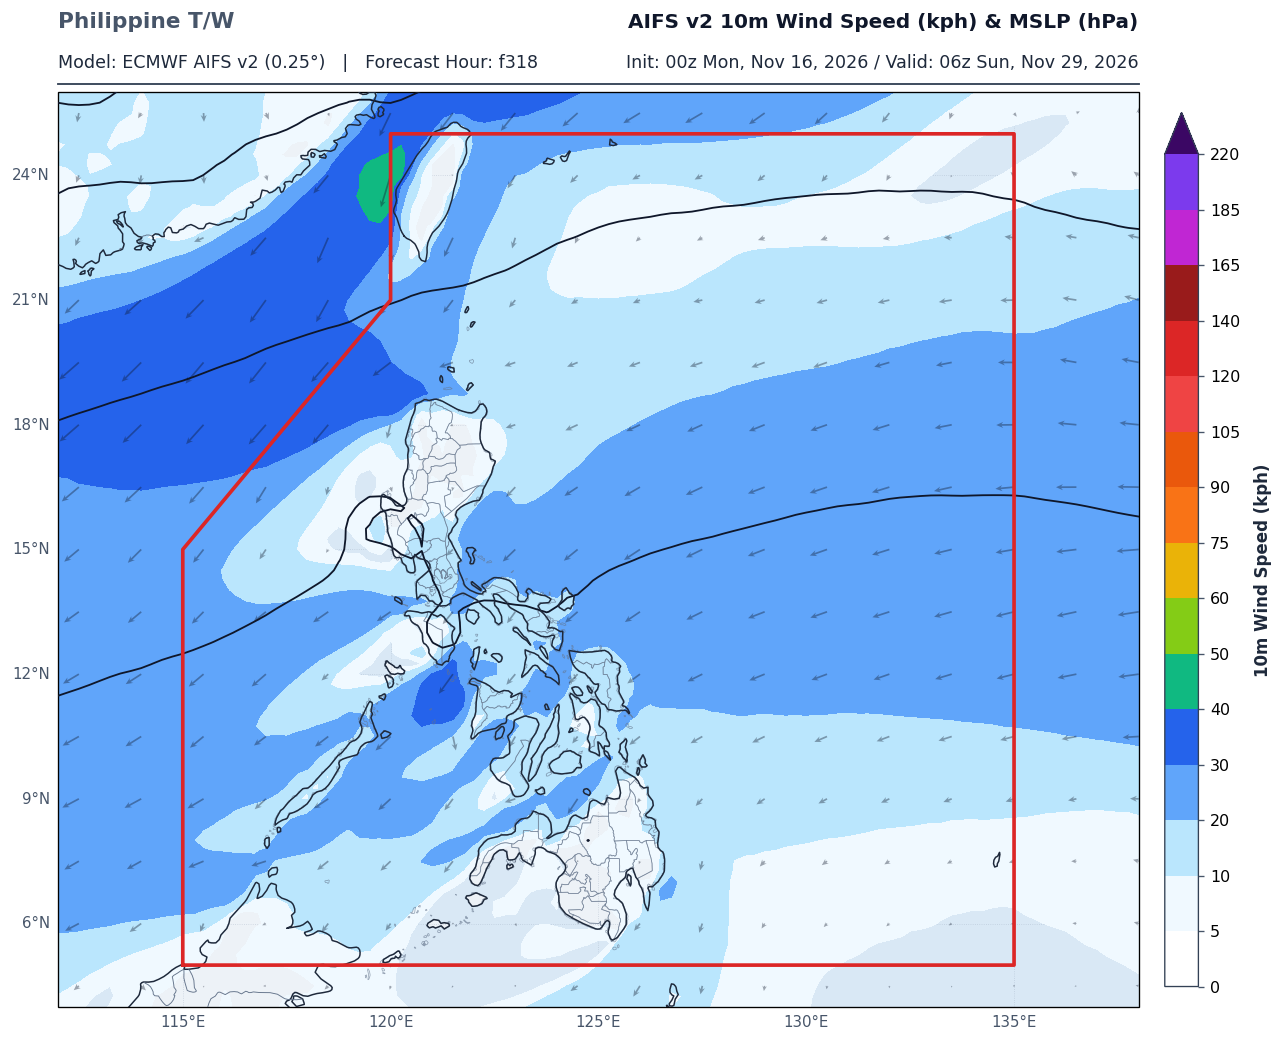 Philippine T/W
AIFS v2 10m Wind Speed (kph) & MSLP (hPa)
Model: ECMWF AIFS v2 (0.25°)   |   Forecast Hour: f318
Init: 00z Mon, Nov 16, 2026 / Valid: 06z Sun, Nov 29, 2026
24°N
21°N
18°N
15°N
12°N
9°N
6°N
115°E
120°E
125°E
130°E
135°E
220
185
165
140
120
105
90
75
60
50
40
30
20
10
5
0
10m Wind Speed (kph)